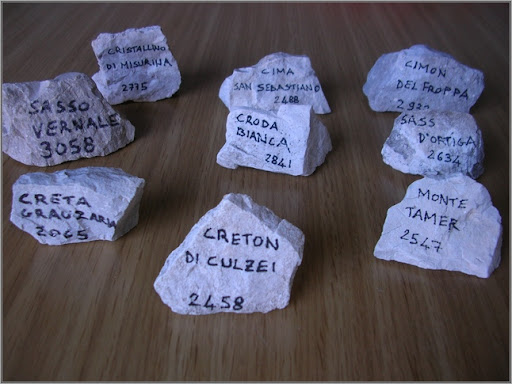 CRISTALLINO
DI MISURINA
2775
CIMA
SAN SEBASTIANO
2488
CIMON
DEL FROPPA
SASSO
VERNALE
3058
CRODA
BIANCA
2841
SASS
D'ORTIGA
2634
CRETA
GRAUZARIA
2065
CRETON
DI CULZEI
2458
MONTE
TAMER
2547